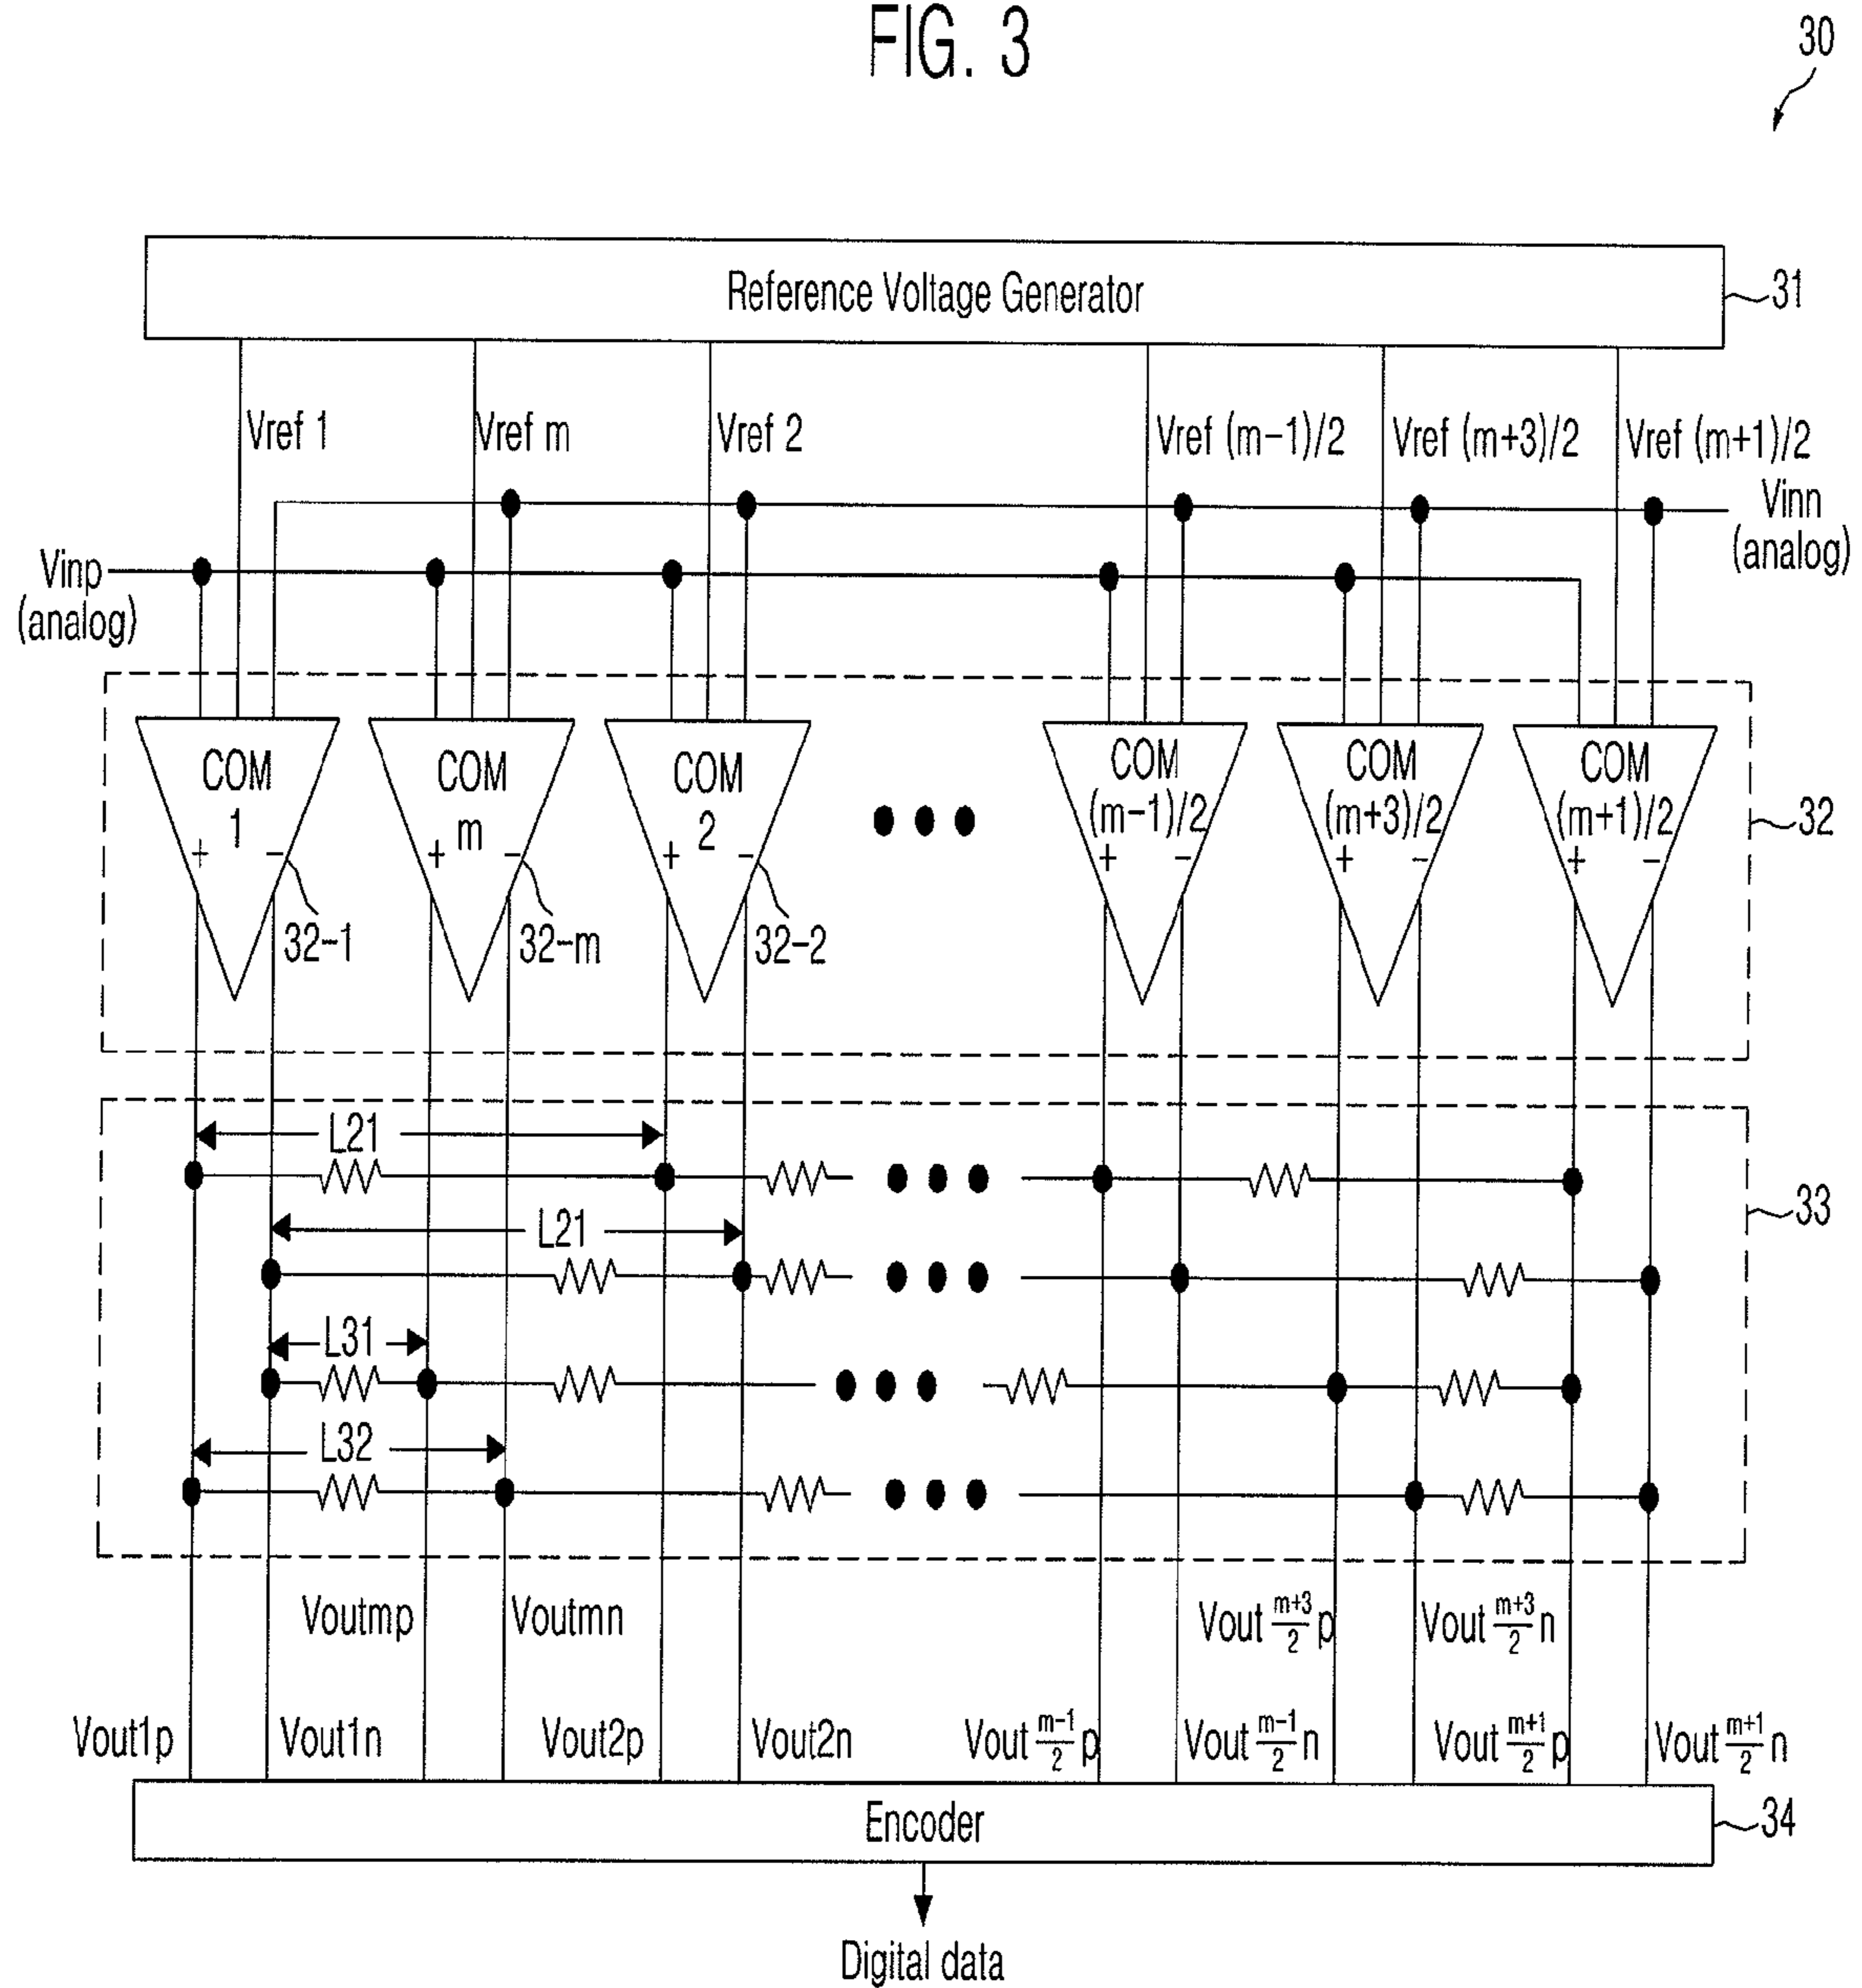 FIG. 3
30
Reference Voltage Generator
31
Vref 1
Vref m
Vref 2
Vref (m-1)/2
Vref (m+3)/2
Vref (m+1)/2
Vinn
(analog)
Vinp
(analog)
COM
1
+ -
COM
m
+ -
COM
2
+ -
COM
(m-1)/2
+ -
COM
(m+3)/2
+ -
COM
(m+1)/2
+ -
32
32-1
32-m
32-2
L21
L21
33
L31
L32
Voutmp
Voutmn
Vout m+3/2 p
Vout m+3/2 n
Vout1p
Vout1n
Vout2p
Vout2n
Vout m-1/2 p
Vout m-1/2 n
Vout m+1/2 p
Vout m+1/2 n
Encoder
34
Digital data